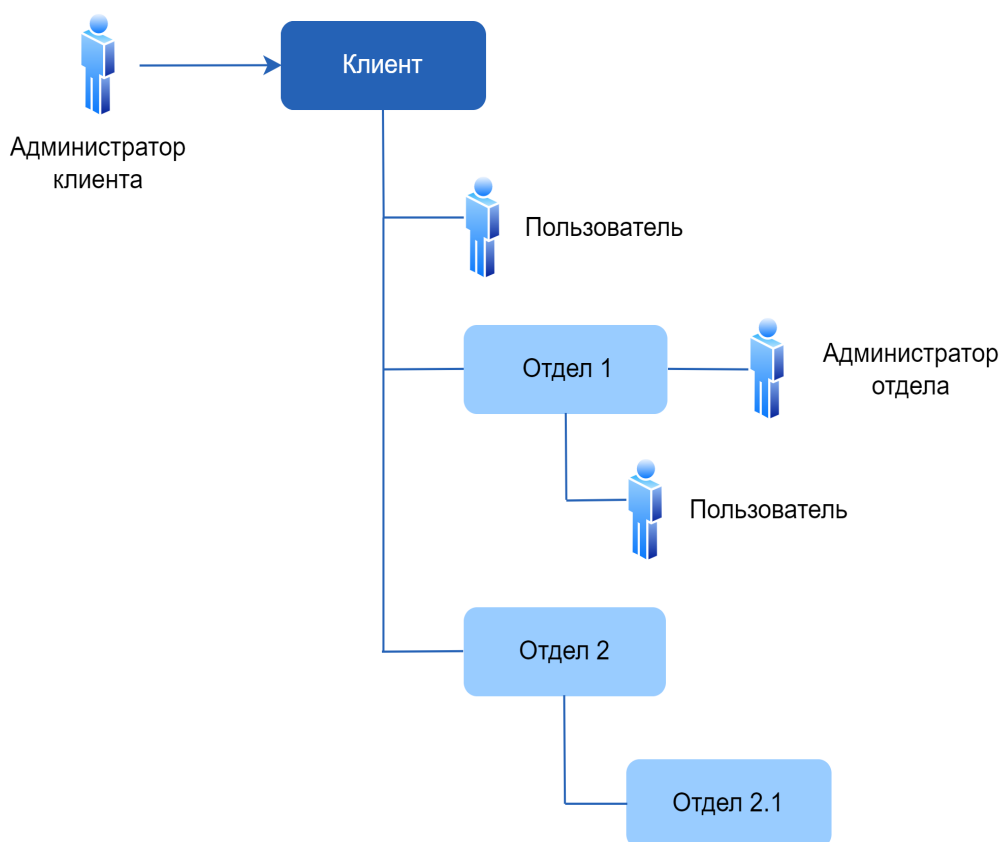 Клиент
Администратор
клиента
Пользователь
Отдел 1
Администратор
отдела
Пользователь
Отдел 2
Отдел 2.1